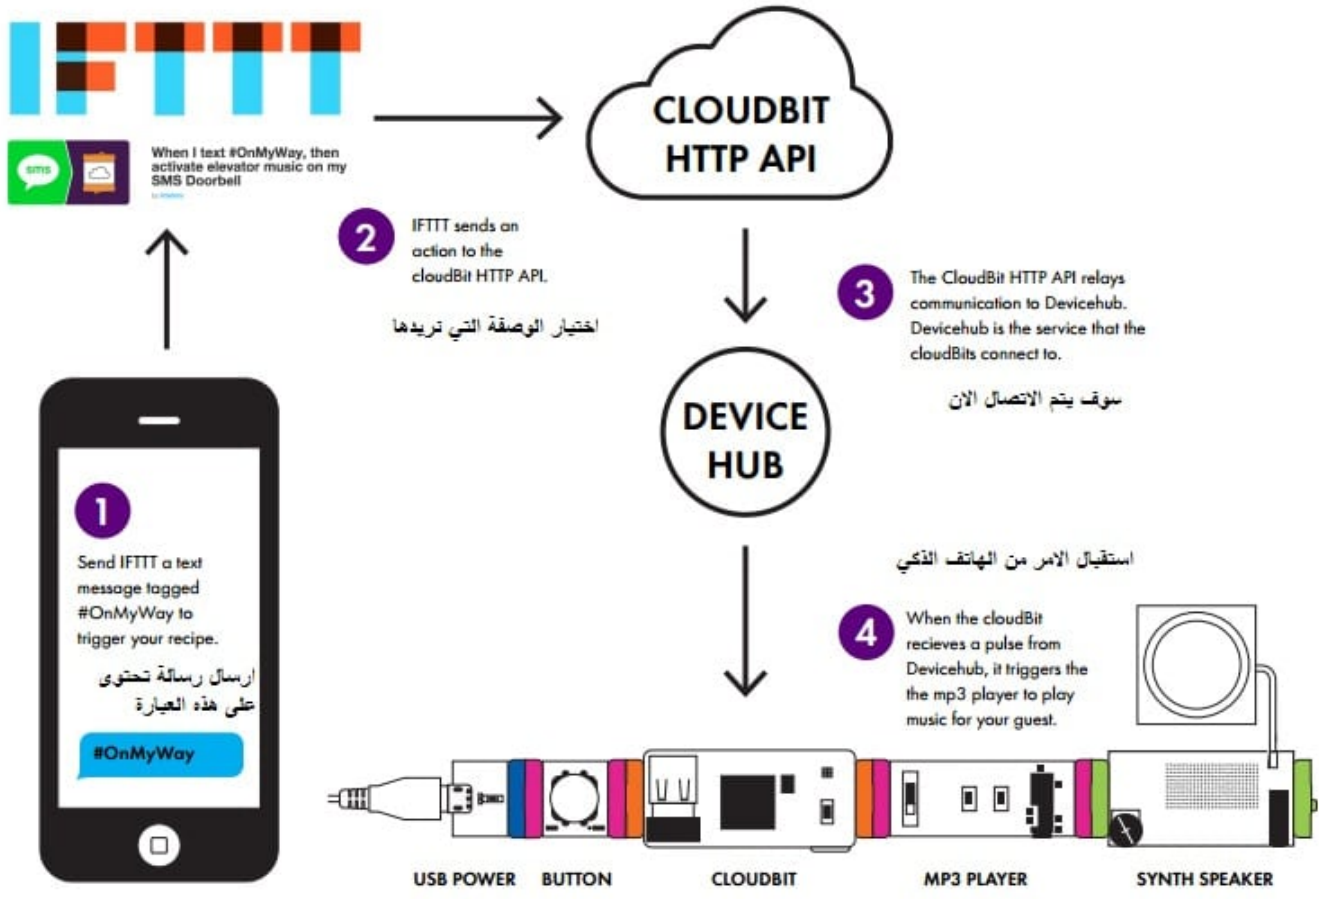 IFTTT
sms
When I text #OnMyWay, then
activate elevator music on my
SMS Doorbell
CLOUDBIT
HTTP API
1
Send IFTTT a text
message tagged
#OnMyWay to
trigger your recipe.
ارسال رسالة تحتوي
على هذه العبارة
#OnMyWay
2
IFTTT sends an
action to the
cloudBit HTTP API.
اختيار الوصفة التي تريدها
3
The CloudBit HTTP API relays
communication to Devicehub.
Devicehub is the service that the
cloudBits connect to.
سوف يتم الاتصال الان
DEVICE
HUB
استقبال الامر من الهاتف الذكي
4
When the cloudBit
recieves a pulse from
Devicehub, it triggers the
the mp3 player to play
music for your guest.
USB POWER
BUTTON
CLOUDBIT
MP3 PLAYER
SYNTH SPEAKER